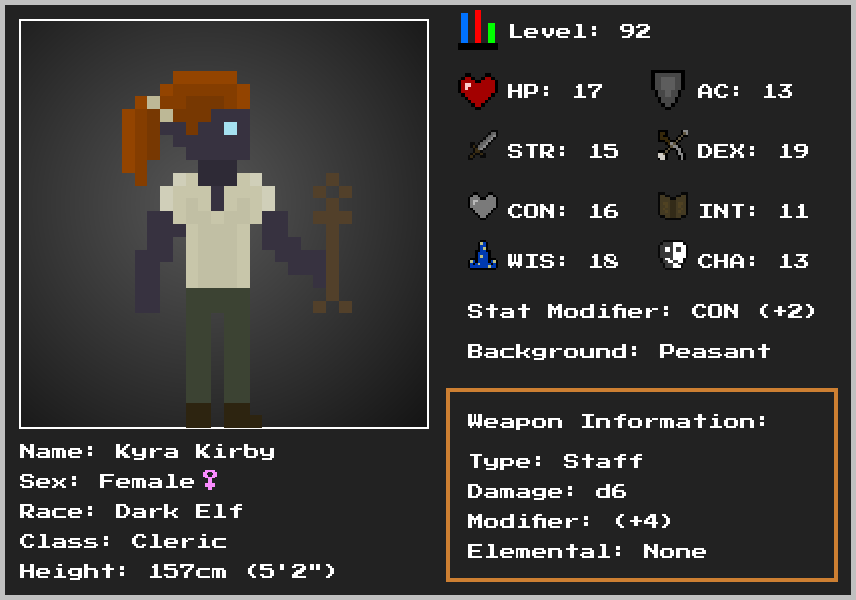 Level: 92
HP: 17 AC: 13
STR: 15 DEX: 19
CON: 16 INT: 11
WIS: 18 CHA: 13
Stat Modifier: CON (+2)
Background: Peasant
Weapon Information:
Type: Staff
Damage: d6
Modifier: (+4)
Elemental: None
Name: Kyra Kirby
Sex: Female♀
Race: Dark Elf
Class: Cleric
Height: 157cm (5'2")